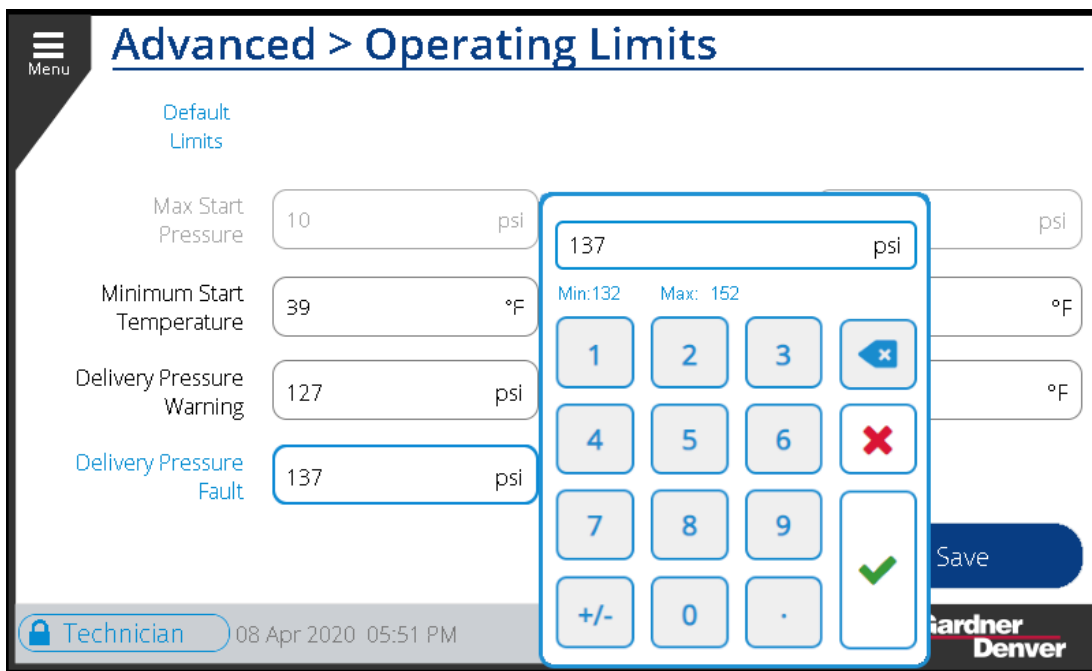 Menu
Advanced > Operating Limits
Default
Limits
Max Start
Pressure
10 psi
psi
Minimum Start
Temperature
39 °F
°F
Delivery Pressure
Warning
127 psi
°F
Delivery Pressure
Fault
137 psi
137 psi
Min:132 Max: 152
1 2 3
4 5 6
7 8 9
+/- 0 .
Save
Technician
08 Apr 2020 05:51 PM
Gardner
Denver